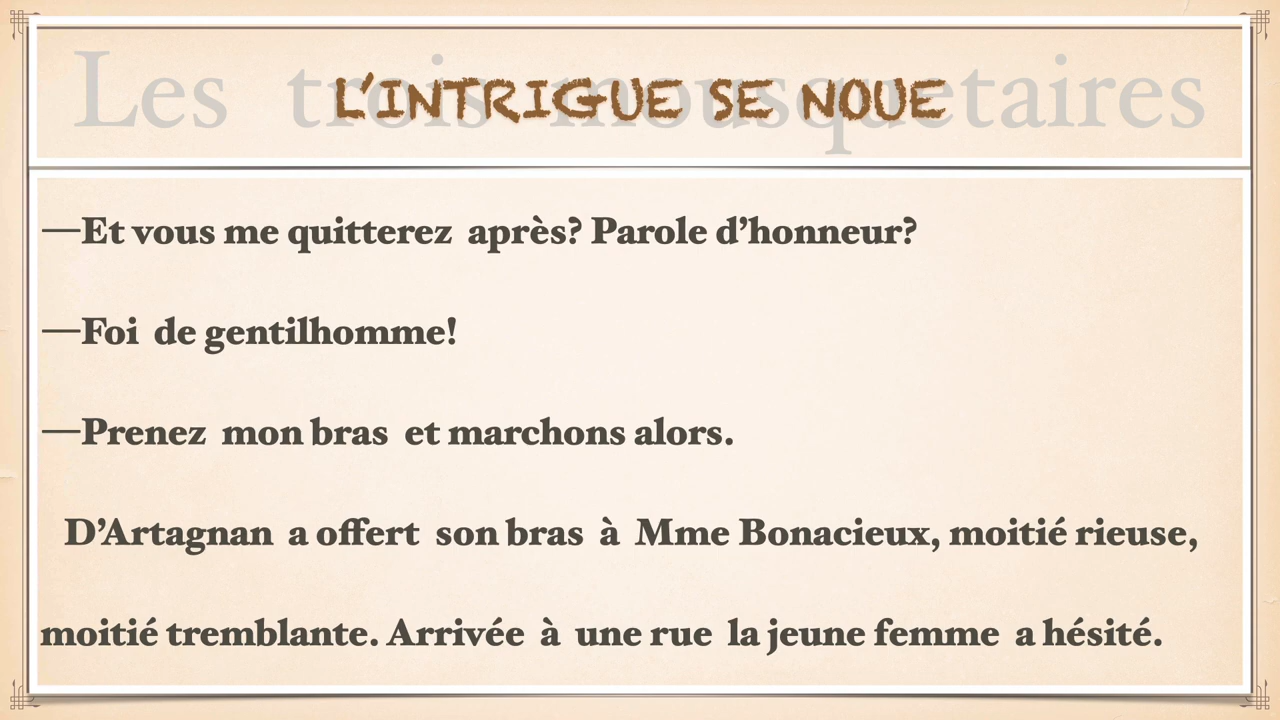 Les trois mousquetaires
L'INTRIGUE SE NOUE
—Et vous me quitterez après? Parole d'honneur?
—Foi de gentilhomme!
—Prenez mon bras et marchons alors.
D'Artagnan a offert son bras à Mme Bonacieux, moitié rieuse,
moitié tremblante. Arrivée à une rue la jeune femme a hésité.